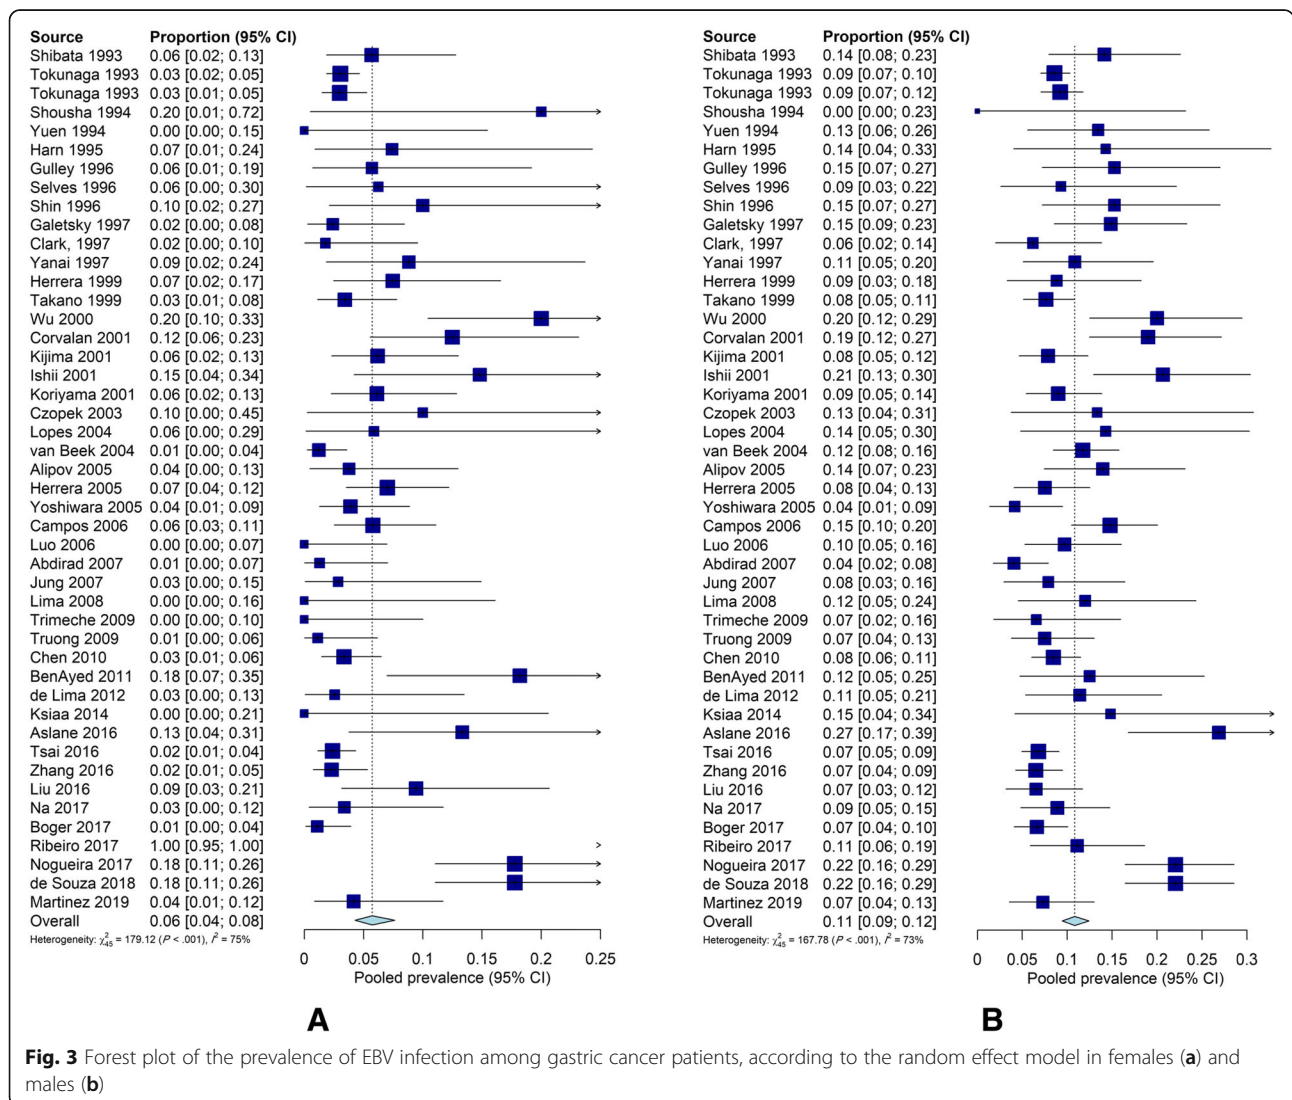 Source Proportion (95% CI)
Shibata 1993 0.06 [0.02; 0.13]
Tokunaga 1993 0.03 [0.02; 0.05]
Tokunaga 1993 0.03 [0.01; 0.05]
Shousha 1994 0.20 [0.01; 0.72]
Yuen 1994 0.00 [0.00; 0.15]
Harn 1995 0.07 [0.01; 0.24]
Gulley 1996 0.06 [0.01; 0.19]
Selves 1996 0.06 [0.00; 0.30]
Shin 1996 0.10 [0.02; 0.27]
Galetsky 1997 0.02 [0.00; 0.08]
Clark, 1997 0.02 [0.00; 0.10]
Yanai 1997 0.09 [0.02; 0.24]
Herrera 1999 0.07 [0.02; 0.17]
Takano 1999 0.03 [0.01; 0.08]
Wu 2000 0.20 [0.10; 0.33]
Corvalan 2001 0.12 [0.06; 0.23]
Kijima 2001 0.06 [0.02; 0.13]
Ishii 2001 0.15 [0.04; 0.34]
Koriyama 2001 0.06 [0.02; 0.13]
Czopek 2003 0.10 [0.00; 0.45]
Lopes 2004 0.06 [0.00; 0.29]
van Beek 2004 0.01 [0.00; 0.04]
Alipov 2005 0.04 [0.00; 0.13]
Herrera 2005 0.07 [0.04; 0.12]
Yoshiwara 2005 0.04 [0.01; 0.09]
Campos 2006 0.06 [0.03; 0.11]
Luo 2006 0.00 [0.00; 0.07]
Abdirad 2007 0.01 [0.00; 0.07]
Jung 2007 0.03 [0.00; 0.15]
Lima 2008 0.00 [0.00; 0.16]
Trimeche 2009 0.00 [0.00; 0.10]
Truong 2009 0.01 [0.00; 0.06]
Chen 2010 0.03 [0.01; 0.06]
BenAyed 2011 0.18 [0.07; 0.35]
de Lima 2012 0.03 [0.00; 0.13]
Ksiaa 2014 0.00 [0.00; 0.21]
Aslane 2016 0.13 [0.04; 0.31]
Tsai 2016 0.02 [0.01; 0.04]
Zhang 2016 0.02 [0.01; 0.05]
Liu 2016 0.09 [0.03; 0.21]
Na 2017 0.03 [0.00; 0.12]
Boger 2017 0.01 [0.00; 0.04]
Ribeiro 2017 1.00 [0.95; 1.00]
Nogueira 2017 0.18 [0.11; 0.26]
de Souza 2018 0.18 [0.11; 0.26]
Martinez 2019 0.04 [0.01; 0.12]
Overall 0.06 [0.04; 0.08]
Heterogeneity: χ²₄₅ = 179.12 (P < .001), I² = 75%
0 0.05 0.1 0.15 0.2 0.25
Pooled prevalence (95% CI)
A
Source Proportion (95% CI)
Shibata 1993 0.14 [0.08; 0.23]
Tokunaga 1993 0.09 [0.07; 0.10]
Tokunaga 1993 0.09 [0.07; 0.12]
Shousha 1994 0.00 [0.00; 0.23]
Yuen 1994 0.13 [0.06; 0.26]
Harn 1995 0.14 [0.04; 0.33]
Gulley 1996 0.15 [0.07; 0.27]
Selves 1996 0.09 [0.03; 0.22]
Shin 1996 0.15 [0.07; 0.27]
Galetsky 1997 0.15 [0.09; 0.23]
Clark, 1997 0.06 [0.02; 0.14]
Yanai 1997 0.11 [0.05; 0.20]
Herrera 1999 0.09 [0.03; 0.18]
Takano 1999 0.08 [0.05; 0.11]
Wu 2000 0.20 [0.12; 0.29]
Corvalan 2001 0.19 [0.12; 0.27]
Kijima 2001 0.08 [0.05; 0.12]
Ishii 2001 0.21 [0.13; 0.30]
Koriyama 2001 0.09 [0.05; 0.14]
Czopek 2003 0.13 [0.04; 0.31]
Lopes 2004 0.14 [0.05; 0.30]
van Beek 2004 0.12 [0.08; 0.16]
Alipov 2005 0.14 [0.07; 0.23]
Herrera 2005 0.08 [0.04; 0.13]
Yoshiwara 2005 0.04 [0.01; 0.09]
Campos 2006 0.15 [0.10; 0.20]
Luo 2006 0.10 [0.05; 0.16]
Abdirad 2007 0.04 [0.02; 0.08]
Jung 2007 0.08 [0.03; 0.16]
Lima 2008 0.12 [0.05; 0.24]
Trimeche 2009 0.07 [0.02; 0.16]
Truong 2009 0.07 [0.04; 0.13]
Chen 2010 0.08 [0.06; 0.11]
BenAyed 2011 0.12 [0.05; 0.25]
de Lima 2012 0.11 [0.05; 0.21]
Ksiaa 2014 0.15 [0.04; 0.34]
Aslane 2016 0.27 [0.17; 0.39]
Tsai 2016 0.07 [0.05; 0.09]
Zhang 2016 0.07 [0.04; 0.09]
Liu 2016 0.07 [0.03; 0.12]
Na 2017 0.09 [0.05; 0.15]
Boger 2017 0.07 [0.04; 0.10]
Ribeiro 2017 0.11 [0.06; 0.19]
Nogueira 2017 0.22 [0.16; 0.29]
de Souza 2018 0.22 [0.16; 0.29]
Martinez 2019 0.07 [0.04; 0.13]
Overall 0.11 [0.09; 0.12]
Heterogeneity: χ²₄₅ = 167.78 (P < .001), I² = 73%
0 0.05 0.1 0.15 0.2 0.25 0.3
Pooled prevalence (95% CI)
B
Fig. 3 Forest plot of the prevalence of EBV infection among gastric cancer patients, according to the random effect model in females (a) and
males (b)